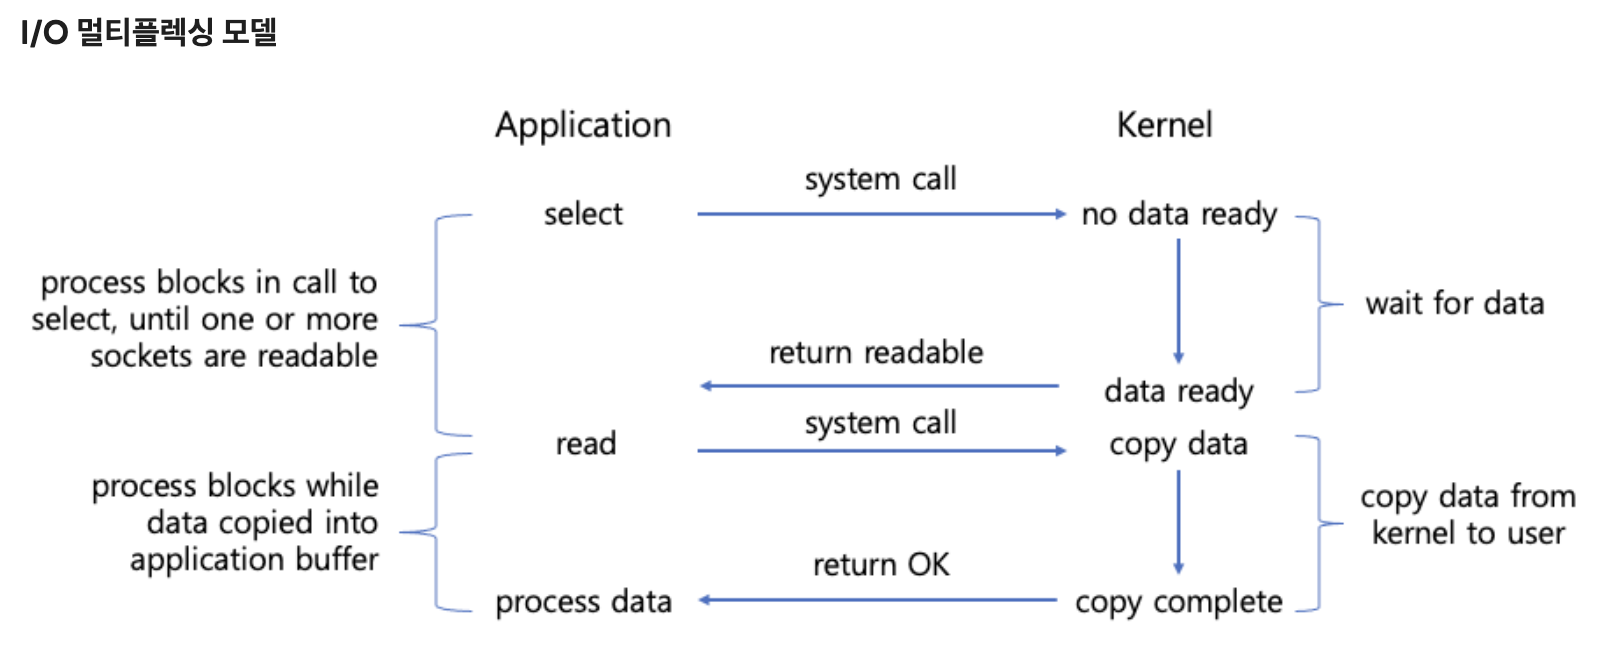 I/O 멀티플렉싱 모델
Application
Kernel
system call
select
no data ready
process blocks in call to
select, until one or more
sockets are readable
wait for data
return readable
data ready
system call
read
copy data
process blocks while
data copied into
application buffer
copy data from
kernel to user
return OK
process data
copy complete